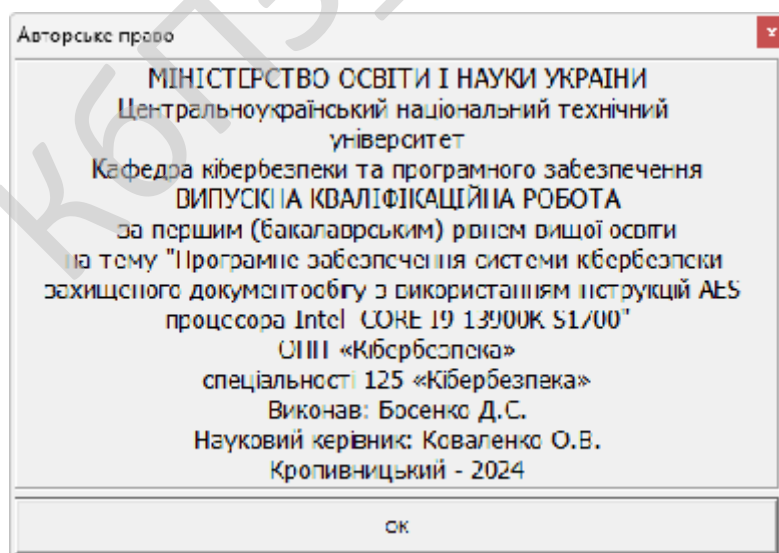 Авторське право
МІНІСТЕРСТВО ОСВІТИ І НАУКИ УКРАЇНИ
Центральноукраїнський національний технічний
університет
Кафедра кібербезпеки та програмного забезпечення
ВИПУСКНА КВАЛІФІКАЦІЙНА РОБОТА
за першим (бакалаврським) рівнем вищої освіти
на тему "Програмне забезпечення системи кібербезпеки
захищеного документообігу з використанням інструкцій AES
процесора Intel CORE I9 13900K S1700"
ОПП «Кібербезпека»
спеціальності 125 «Кібербезпека»
Виконав: Босенко Д.С.
Науковий керівник: Коваленко О.В.
Кропивницький - 2024
ОК